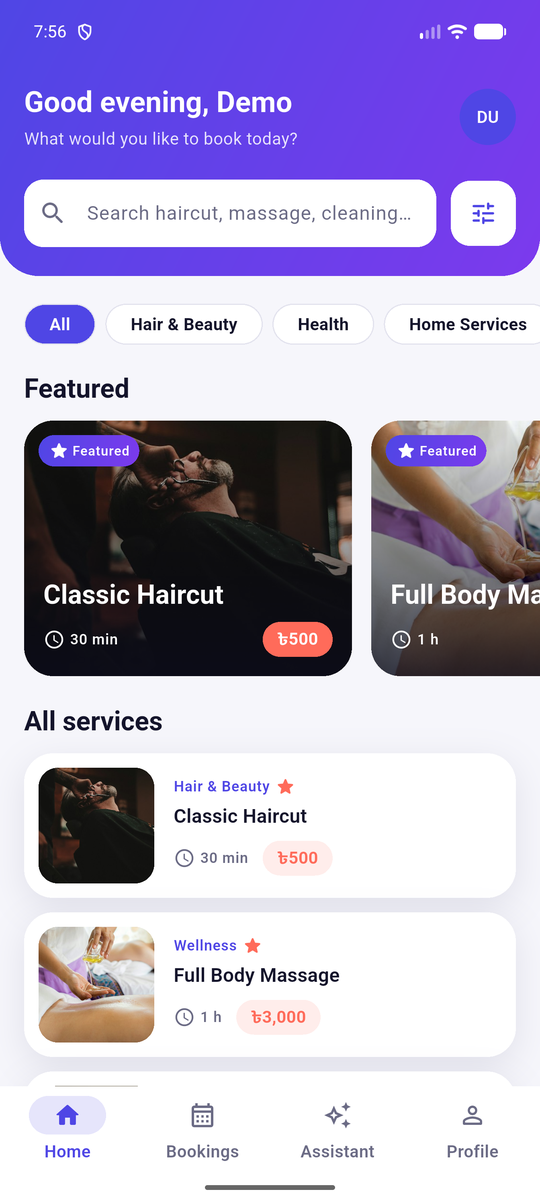 7:56
Good evening, Demo
What would you like to book today?
DU
Search haircut, massage, cleaning…
All
Hair & Beauty
Health
Home Services
Featured
Featured
Featured
Classic Haircut
Full Body Ma
30 min
৳500
1 h
All services
Hair & Beauty
Classic Haircut
30 min
৳500
Wellness
Full Body Massage
1 h
৳3,000
Home
Bookings
Assistant
Profile